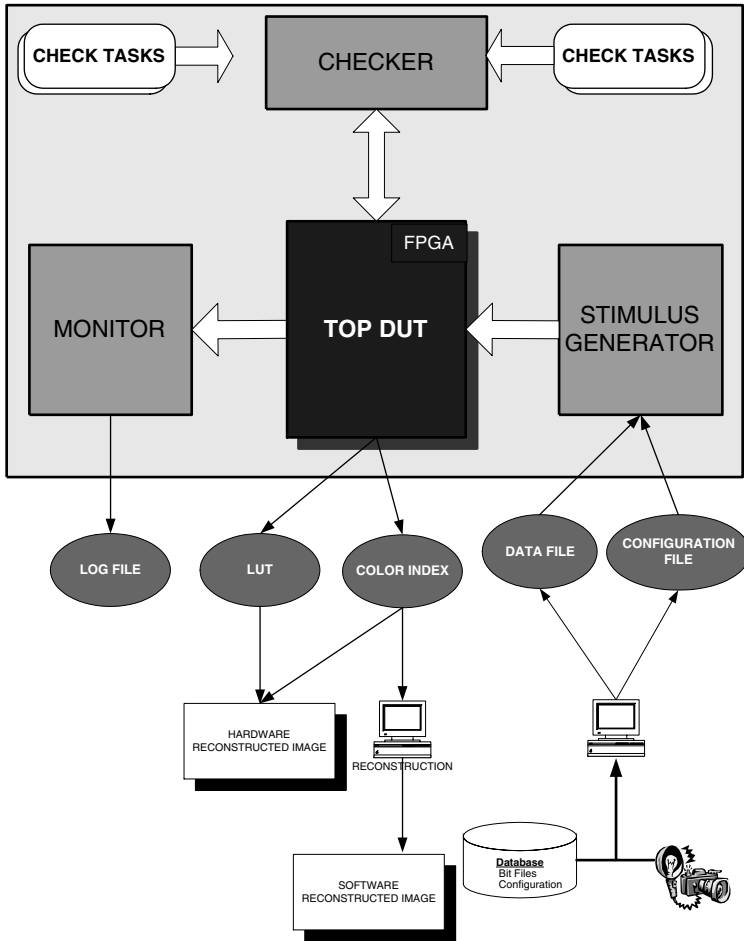 CHECK TASKS
CHECKER
CHECK TASKS
FPGA
MONITOR
TOP DUT
STIMULUS
GENERATOR
LOG FILE
LUT
COLOR INDEX
DATA FILE
CONFIGURATION
FILE
HARDWARE
RECONSTRUCTED IMAGE
RECONSTRUCTION
Database
Bit Files
Configuration
SOFTWARE
RECONSTRUCTED IMAGE